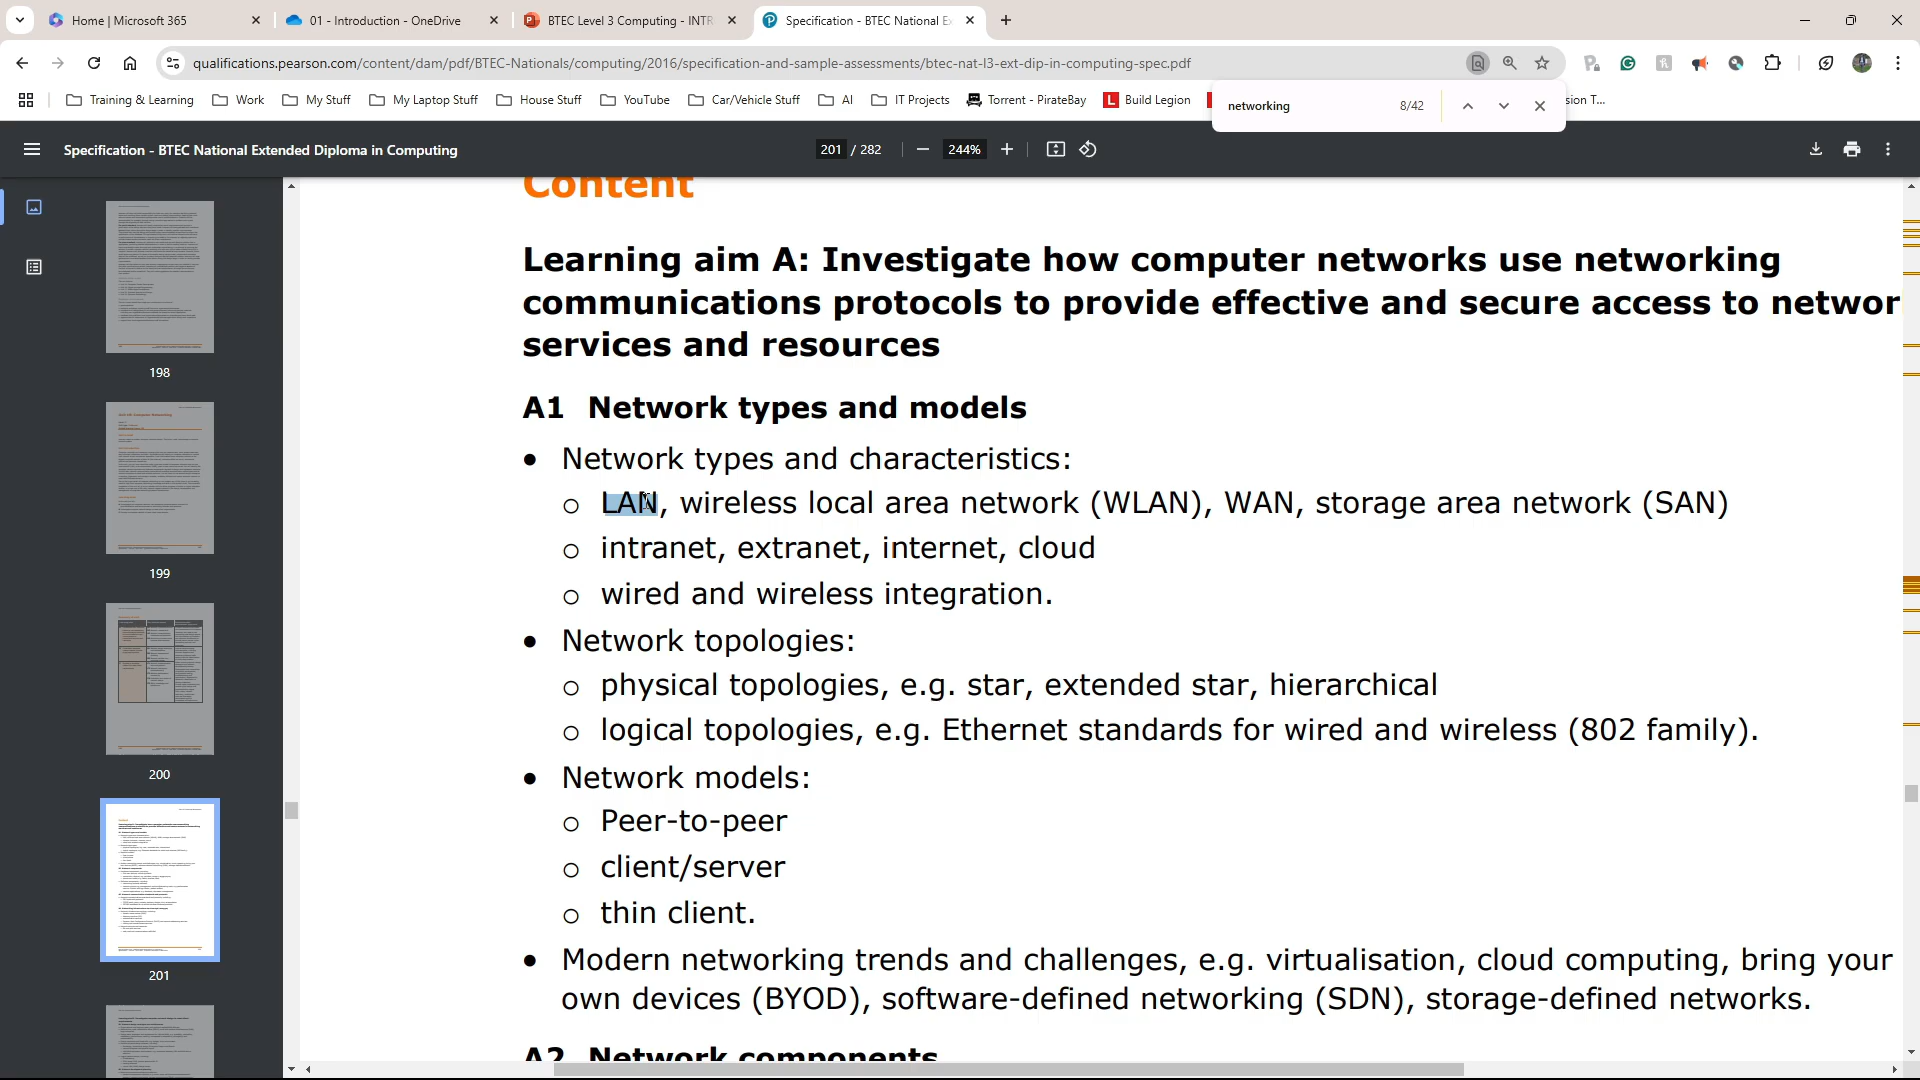 Home | Microsoft 365
01 - Introduction - OneDrive
BTEC Level 3 Computing - INTR
Specification - BTEC National E
qualifications.pearson.com/content/dam/pdf/BTEC-Nationals/computing/2016/specification-and-sample-assessments/btec-nat-l3-ext-dip-in-computing-spec.pdf
Training & Learning
Work
My Stuff
My Laptop Stuff
House Stuff
YouTube
Car/Vehicle Stuff
AI
IT Projects
Torrent - PirateBay
Build Legion
sion T...
networking 8/42
Specification - BTEC National Extended Diploma in Computing
201 / 282
244%
198
199
200
201
Content
Learning aim A: Investigate how computer networks use networking
communications protocols to provide effective and secure access to networ
services and resources
A1 Network types and models
• Network types and characteristics:
o LAN, wireless local area network (WLAN), WAN, storage area network (SAN)
o intranet, extranet, internet, cloud
o wired and wireless integration.
• Network topologies:
o physical topologies, e.g. star, extended star, hierarchical
o logical topologies, e.g. Ethernet standards for wired and wireless (802 family).
• Network models:
o Peer-to-peer
o client/server
o thin client.
• Modern networking trends and challenges, e.g. virtualisation, cloud computing, bring your
own devices (BYOD), software-defined networking (SDN), storage-defined networks.
A2 Network components